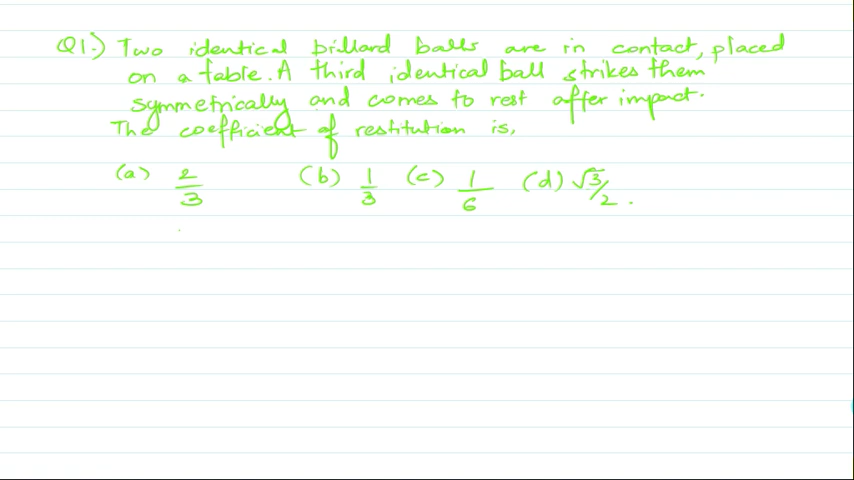 Q1.) Two identical billard balls are in contact, placed
on a table. A third identical ball strikes them
symmetrically and comes to rest after impact.
The coefficient of restitution is,
(a) 2/3 (b) 1/3 (c) 1/6 (d) √3/2.